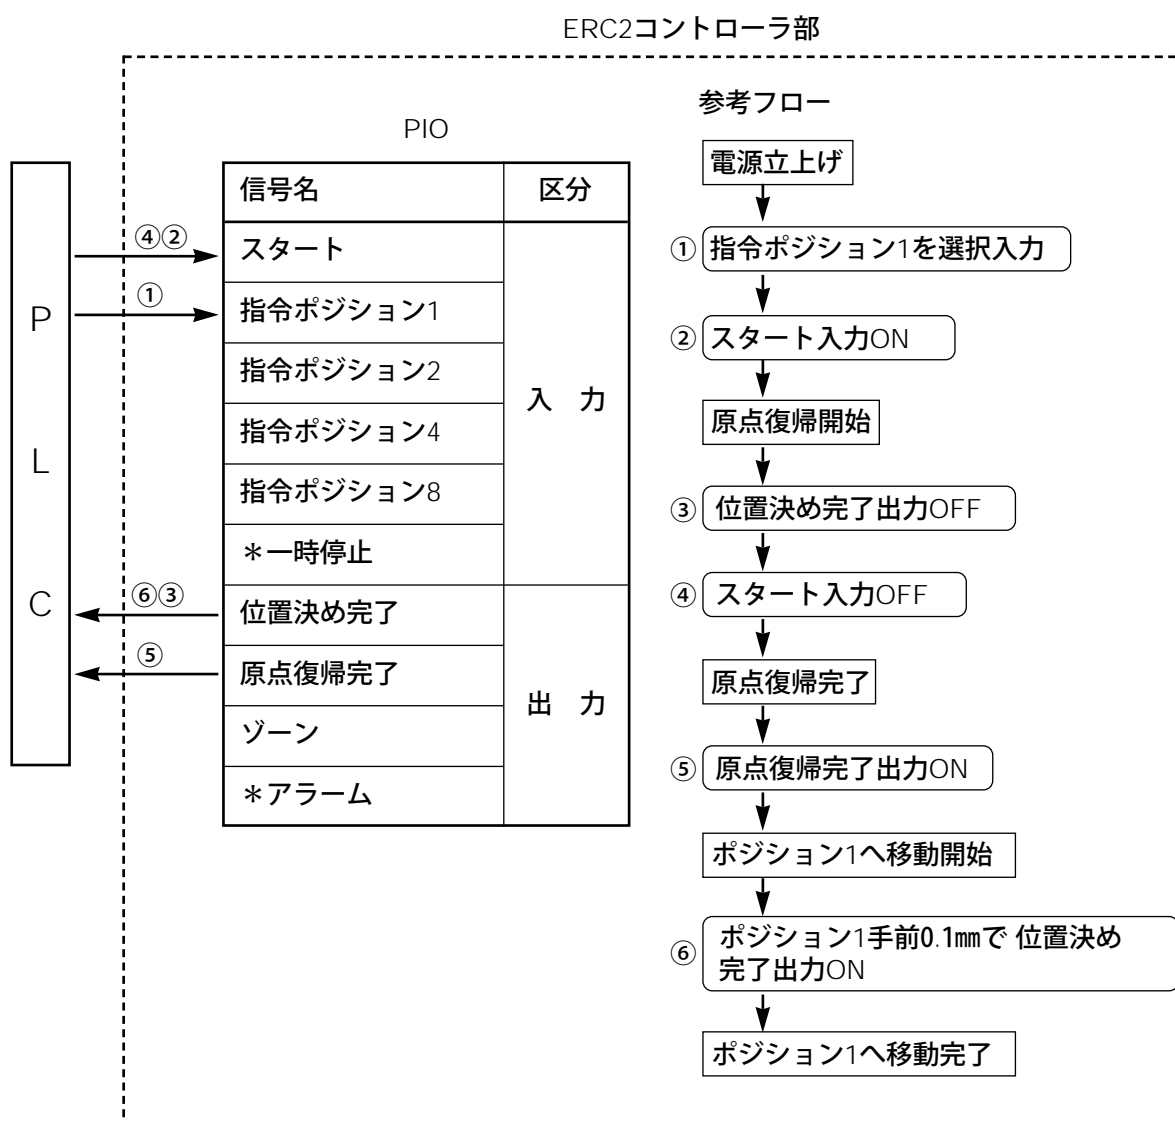 ERC2コントローラ部
PIO
P
L
C
④②
①
⑥③
⑤
信号名 区分
スタート
指令ポジション1
指令ポジション2
指令ポジション4
指令ポジション8
＊一時停止
入 力
位置決め完了
原点復帰完了
ゾーン
＊アラーム
出 力
参考フロー
電源立上げ
① 指令ポジション1を選択入力
② スタート入力ON
原点復帰開始
③ 位置決め完了出力OFF
④ スタート入力OFF
原点復帰完了
⑤ 原点復帰完了出力ON
ポジション1へ移動開始
⑥ ポジション1手前0.1㎜で 位置決め
完了出力ON
ポジション1へ移動完了